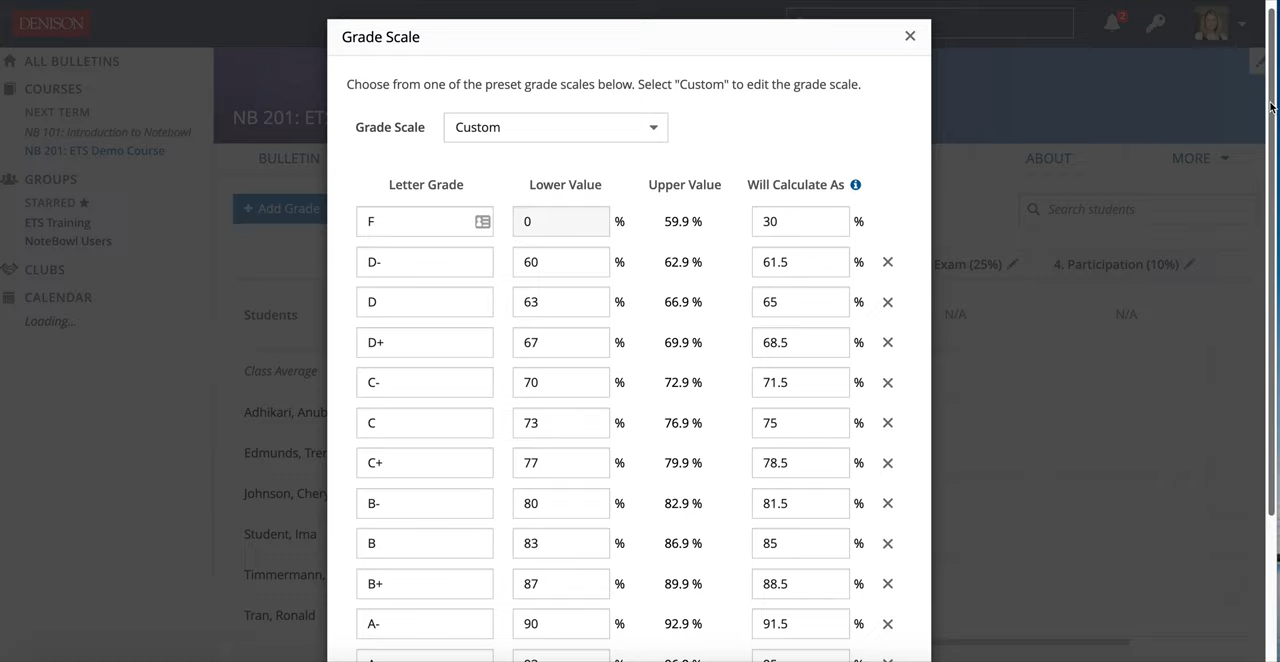 DENISON
Grade Scale
2
ALL BULLETINS
COURSES
NEXT TERM
NB 101: Introduction to Notebowl
NB 201: ETS Demo Course
GROUPS
STARRED
ETS Training
NoteBowl Users
CLUBS
CALENDAR
Loading...
NB 201: ET
BULLETIN
ABOUT
MORE
+ Add Grade
Search students
Exam (25%)
4. Participation (10%)
Students
N/A
N/A
Class Average
Adhikari, Anub
Edmunds, Tre
Johnson, Cher
Student, Ima
Timmermann,
Tran, Ronald
Choose from one of the preset grade scales below. Select "Custom" to edit the grade scale.
Grade Scale Custom
Letter Grade Lower Value Upper Value Will Calculate As
F 0 % 59.9 % 30 %
D- 60 % 62.9 % 61.5 %
D 63 % 66.9 % 65 %
D+ 67 % 69.9 % 68.5 %
C- 70 % 72.9 % 71.5 %
C 73 % 76.9 % 75 %
C+ 77 % 79.9 % 78.5 %
B- 80 % 82.9 % 81.5 %
B 83 % 86.9 % 85 %
B+ 87 % 89.9 % 88.5 %
A- 90 % 92.9 % 91.5 %